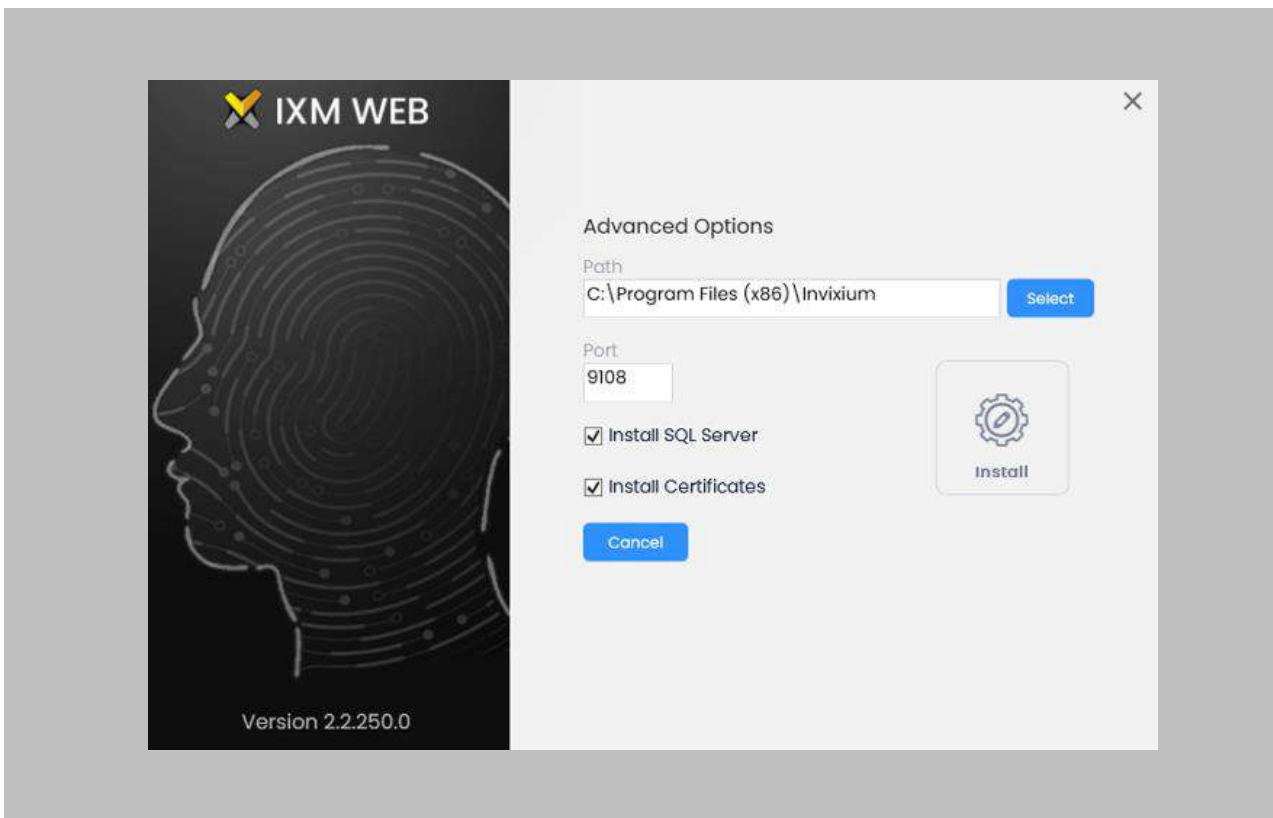 IXM WEB
Advanced Options
Path
C:\Program Files (x86)\Invixium
Select
Port
9108
Install SQL Server
Install Certificates
Install
Cancel
Version 2.2.250.0